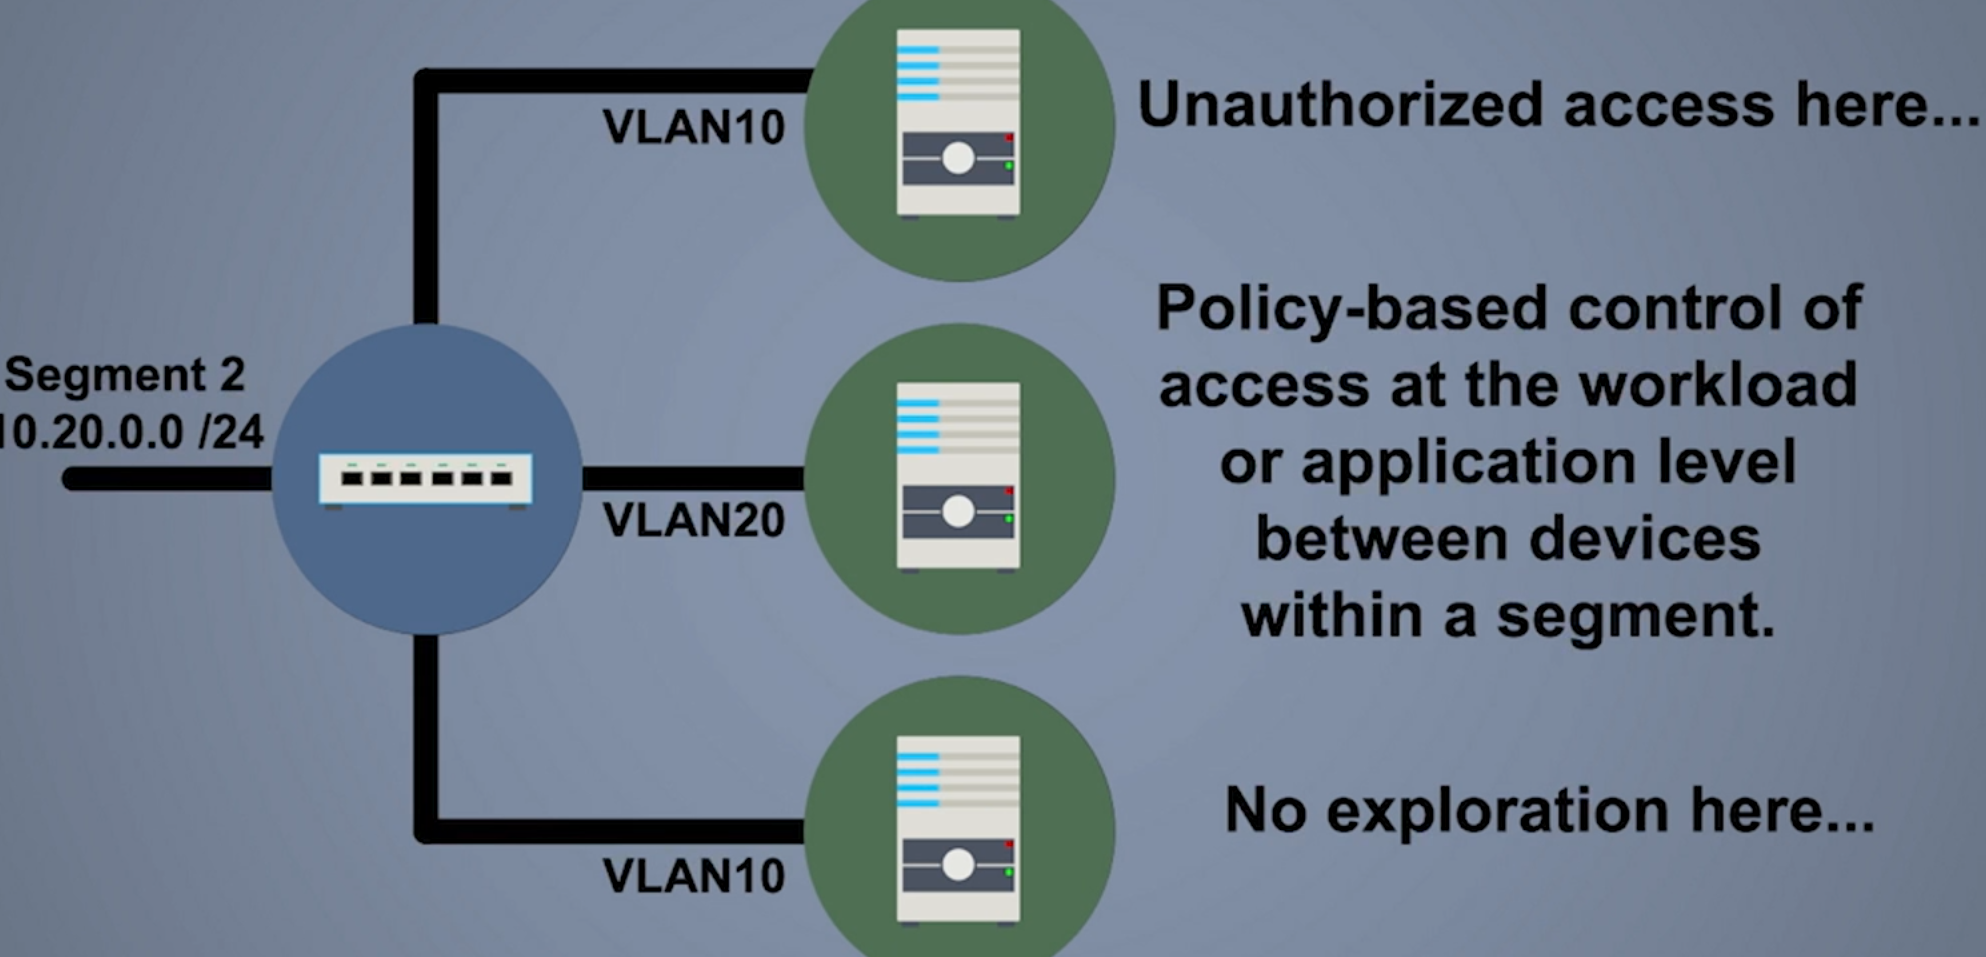 VLAN10
Unauthorized access here...
Segment 2
10.20.0.0 /24
VLAN20
Policy-based control of
access at the workload
or application level
between devices
within a segment.
VLAN10
No exploration here...